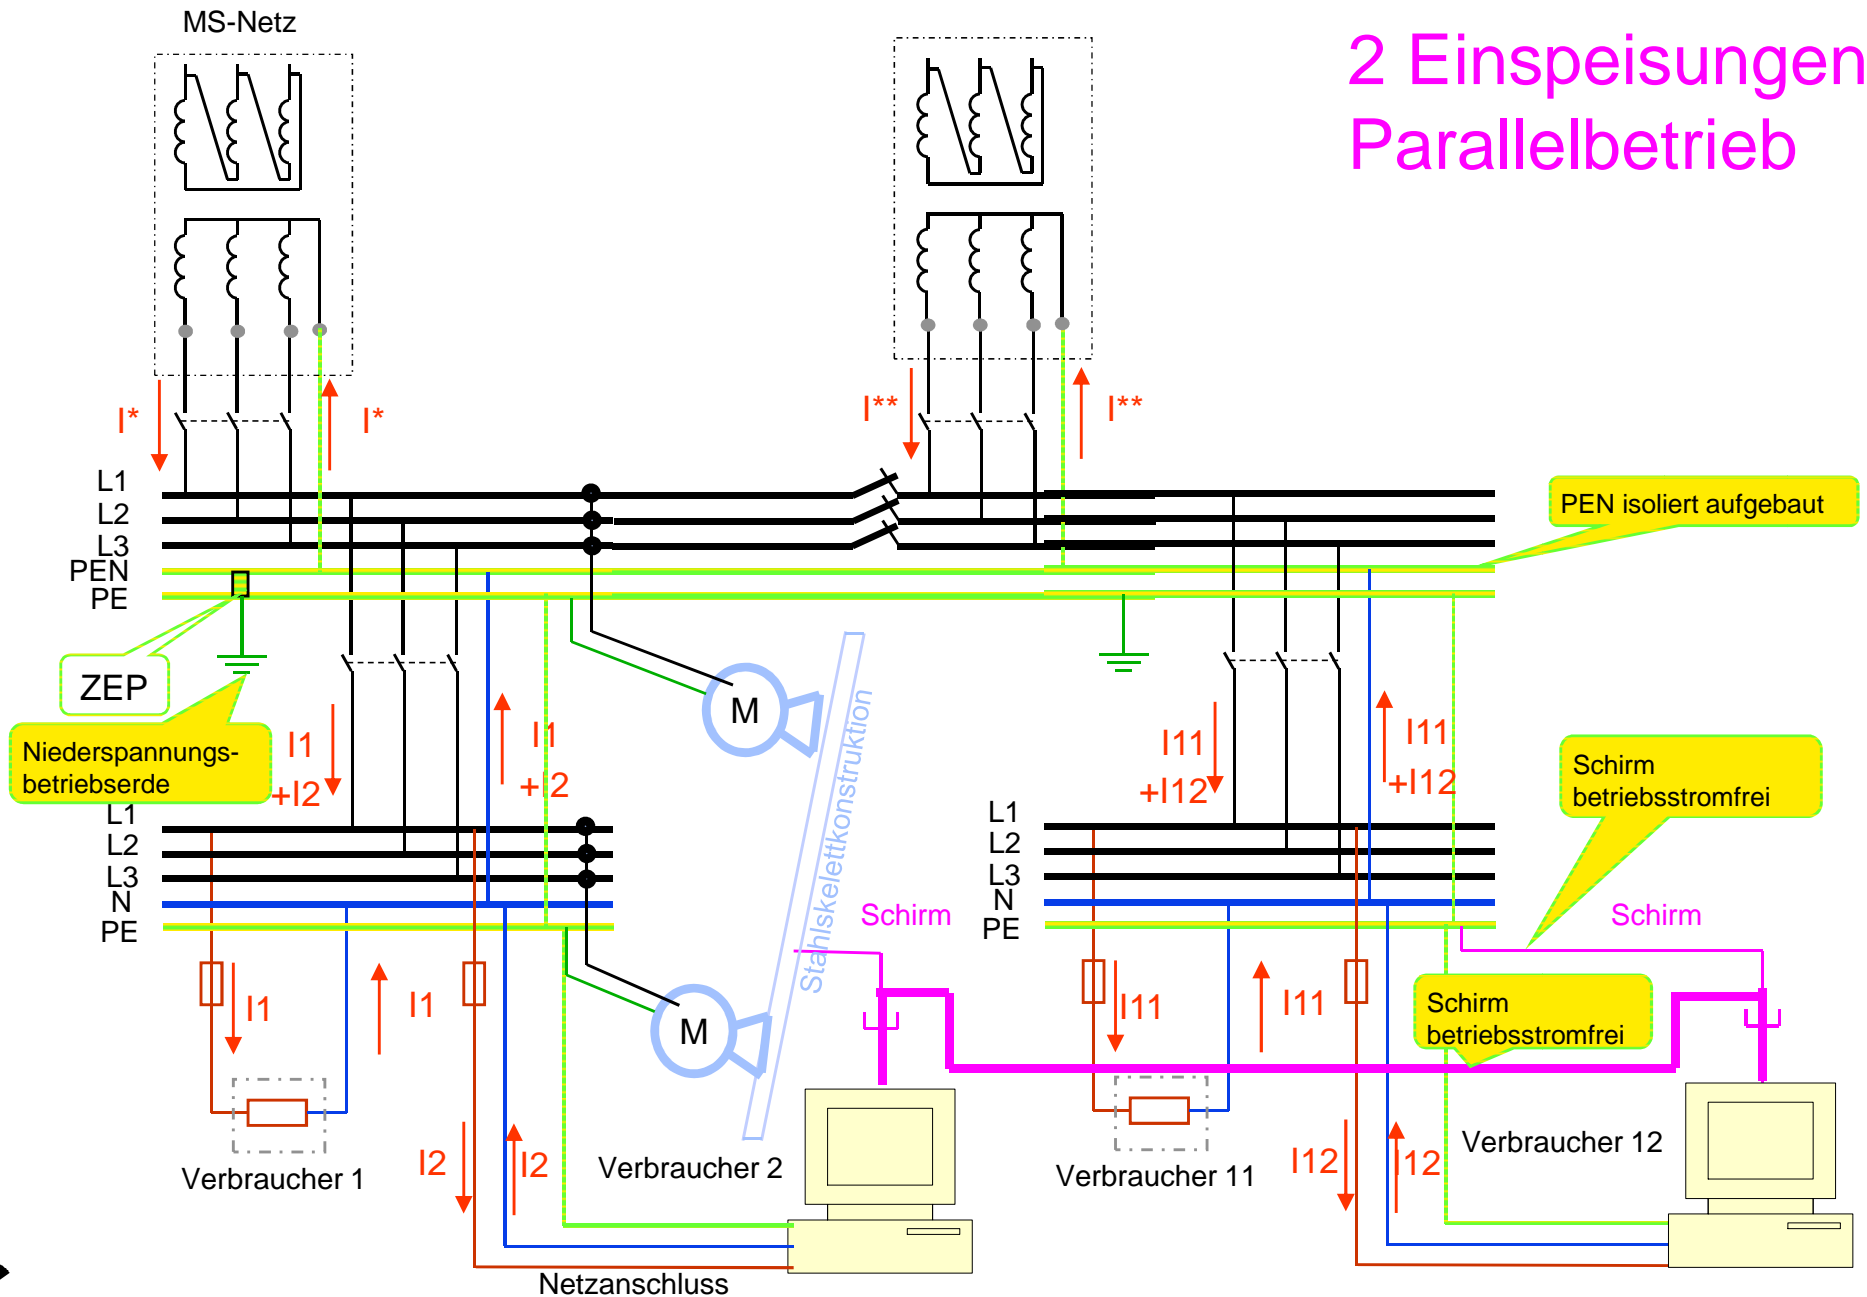 MS-Netz
2 Einspeisungen
Parallelbetrieb
I*
I*
I**
I**
L1
L2
L3
PEN
PE
PEN isoliert aufgebaut
ZEP
Niederspannungs-
betriebserde
I1
+I2
I1
+I2
M
Stahlskelettkonstruktion
I11
+I12
I11
+I12
Schirm
betriebsstromfrei
L1
L2
L3
N
PE
L1
L2
L3
N
PE
Schirm
Schirm
I1
I1
M
I11
I11
Schirm
betriebsstromfrei
Verbraucher 1
I2
I2
Verbraucher 2
Verbraucher 11
I12
I12
Verbraucher 12
Netzanschluss